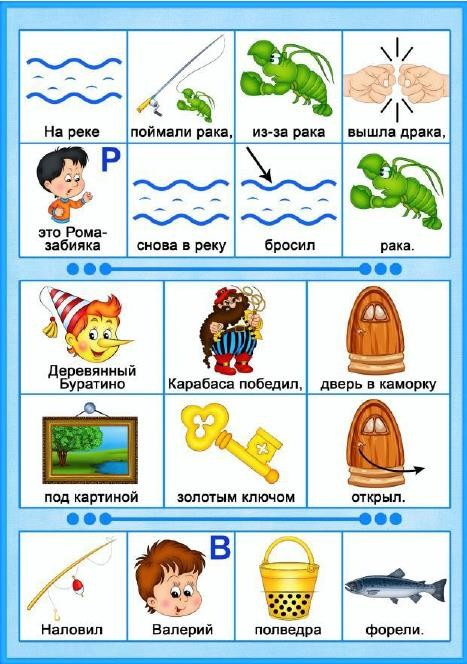 На реке
поймали рака,
из-за рака
вышла драка,
Р
это Рома-
забияка
снова в реку
бросил
рака.
Деревянный
Буратино
Карабаса победил,
дверь в каморку
под картиной
золотым ключом
открыл.
Наловил
В
Валерий
полведра
форели.